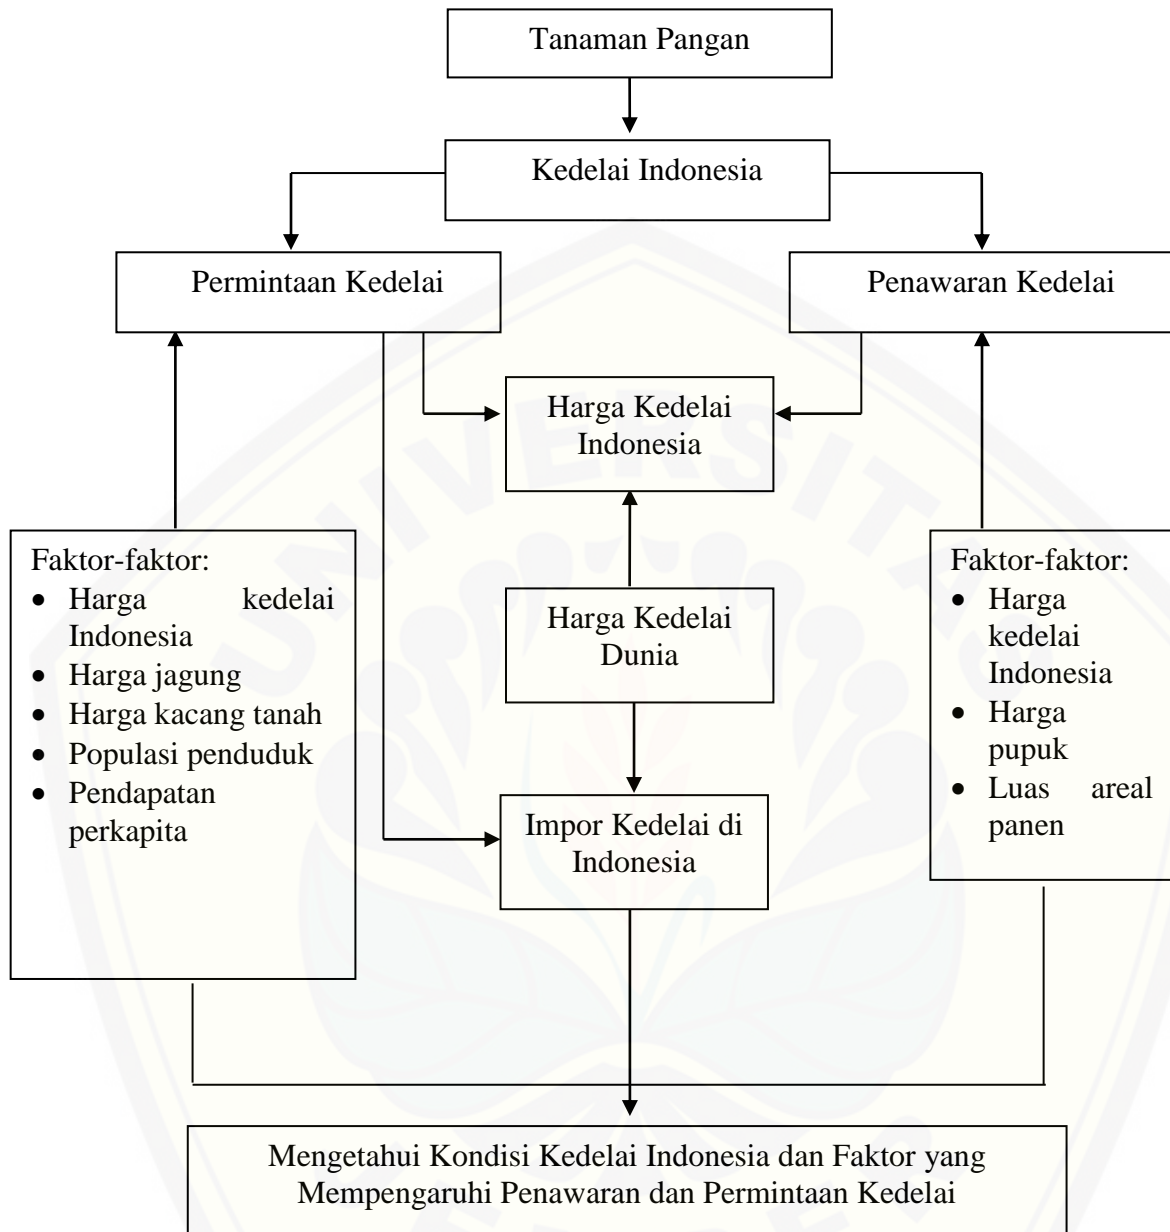 Tanaman Pangan
Kedelai Indonesia
Permintaan Kedelai
Penawaran Kedelai
Harga Kedelai
Indonesia
Faktor-faktor:
• Harga kedelai
Indonesia
• Harga jagung
• Harga kacang tanah
• Populasi penduduk
• Pendapatan
perkapita
Harga Kedelai
Dunia
Faktor-faktor:
• Harga
kedelai
Indonesia
• Harga
pupuk
• Luas areal
panen
Impor Kedelai di
Indonesia
Mengetahui Kondisi Kedelai Indonesia dan Faktor yang
Mempengaruhi Penawaran dan Permintaan Kedelai
UNIVERSITAS
JEMBER